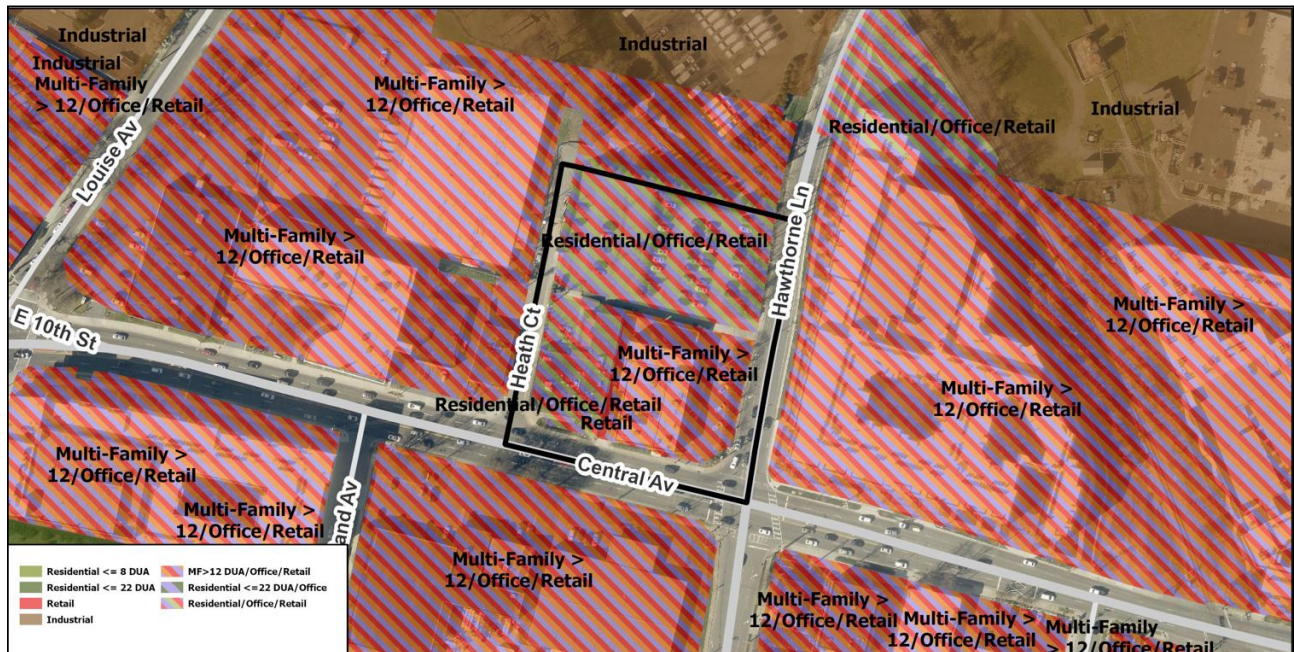 Industrial
Industrial
Industrial
Multi-Family
> 12/Office/Retail
Multi-Family >
12/Office/Retail
Residential/Office/Retail
Industrial
Louise Av
Multi-Family >
12/Office/Retail
Residential/Office/Retail
Hawthorne Ln
Multi-Family >
12/Office/Retail
E 10th St
Heath Ct
Multi-Family >
12/Office/Retail
Multi-Family >
12/Office/Retail
Residential/Office/Retail
Retail
Multi-Family >
12/Office/Retail
Central Av
Multi-Family >
12/Office/Retail
and Av
Multi-Family >
12/Office/Retail
Multi-Family >
12/Office/Retail
Multi-Family >
12/Office/Retail
Multi-Family
> 12/Office/Retail
Residential <= 8 DUA
MF>12 DUA/Office/Retail
Residential <= 22 DUA
Residential <=22 DUA/Office
Retail
Residential/Office/Retail
Industrial